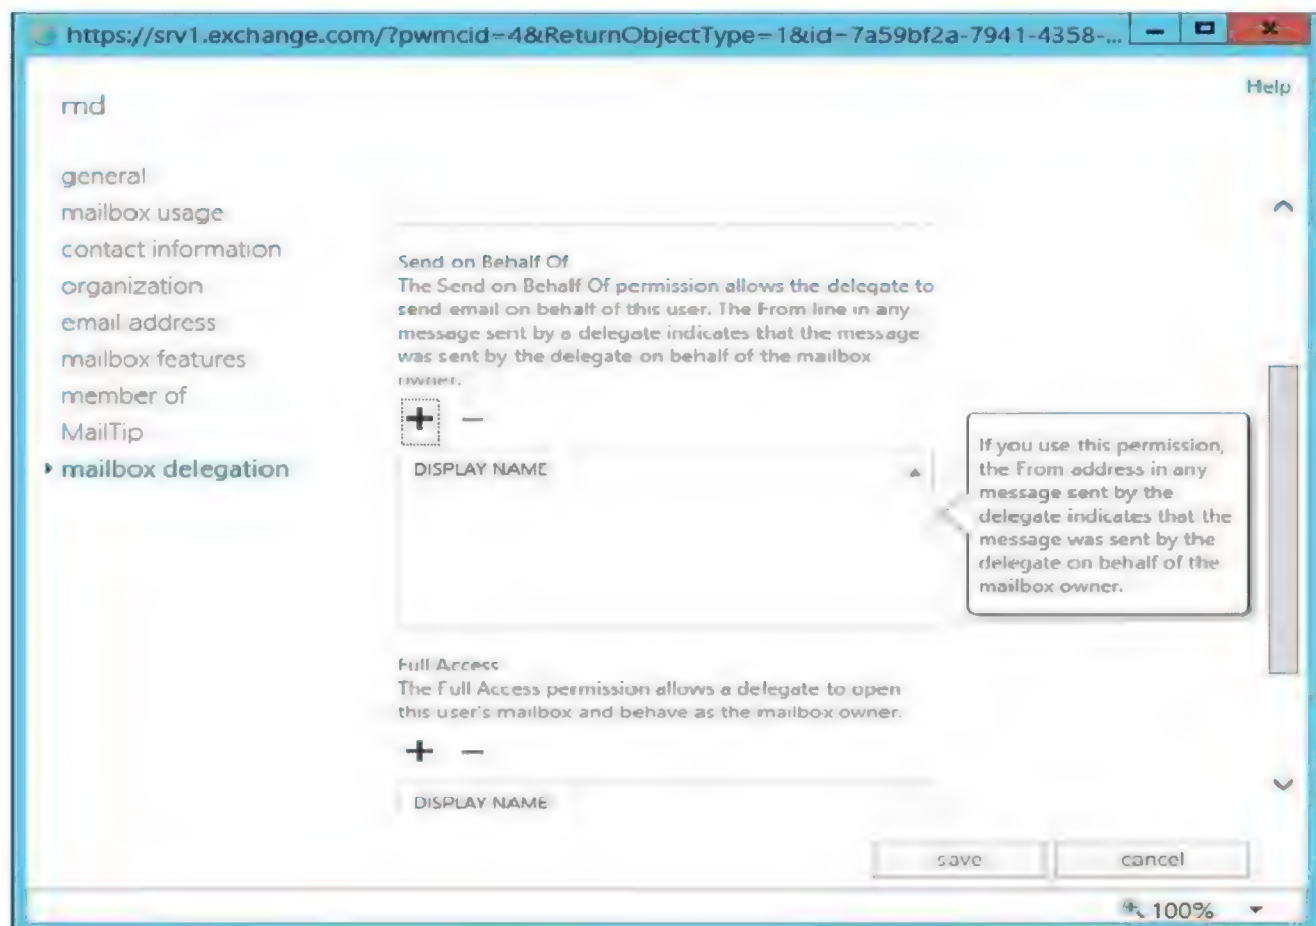 https://srv1.exchange.com/?pwmcid=4&ReturnObjectType=1&id=7a59bf2a-7941-4358-...
Help
rnd
general
mailbox usage
contact information
organization
email address
mailbox features
member of
MailTip
mailbox delegation
Send on Behalf Of
The Send on Behalf Of permission allows the delegate to
send email on behalf of this user. The From line in any
message sent by a delegate indicates that the message
was sent by the delegate on behalf of the mailbox
owner.
DISPLAY NAME
If you use this permission,
the From address in any
message sent by the
delegate indicates that the
message was sent by the
delegate on behalf of the
mailbox owner.
Full Access
The Full Access permission allows a delegate to open
this user's mailbox and behave as the mailbox owner.
DISPLAY NAME
save
cancel
100%